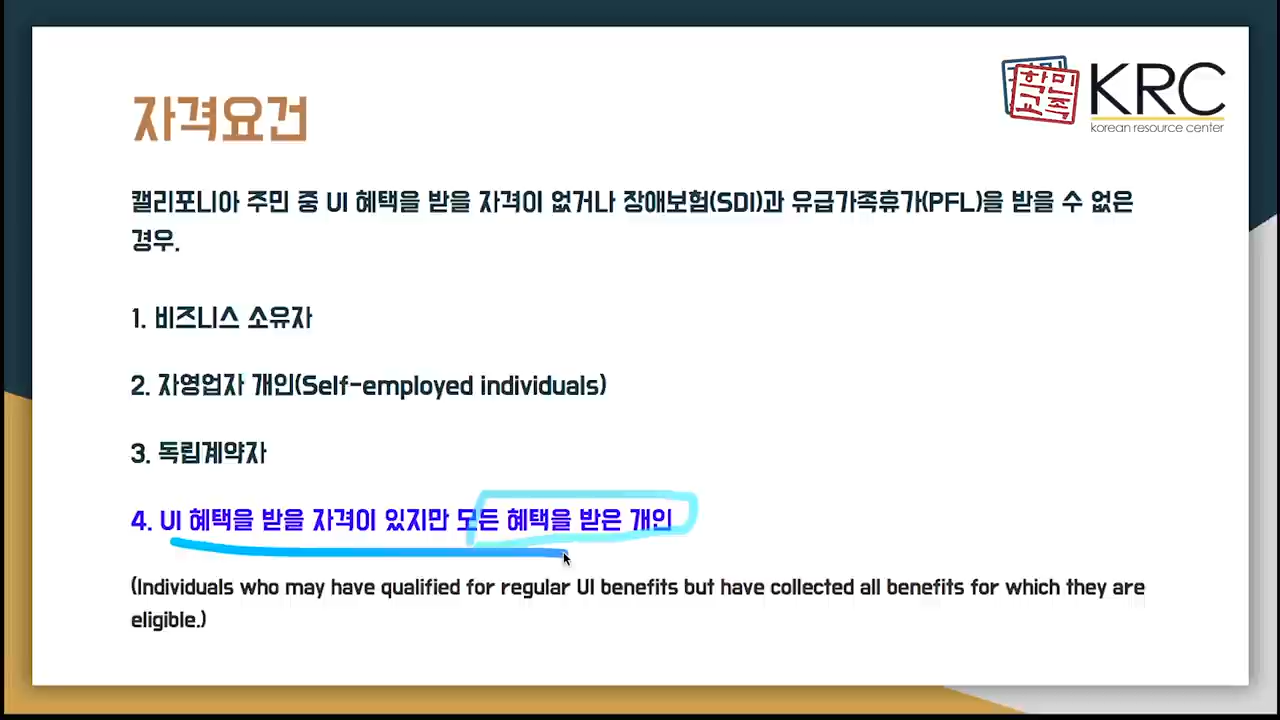 자격요건
학민
교족
KRC
korean resource center
캘리포니아 주민 중 UI 혜택을 받을 자격이 없거나 장애보험(SDI)과 유급가족휴가(PFL)을 받을 수 없은
경우.
1. 비즈니스 소유자
2. 자영업자 개인(Self-employed individuals)
3. 독립계약자
4. UI 혜택을 받을 자격이 있지만 모든 혜택을 받은 개인
(Individuals who may have qualified for regular UI benefits but have collected all benefits for which they are
eligible.)